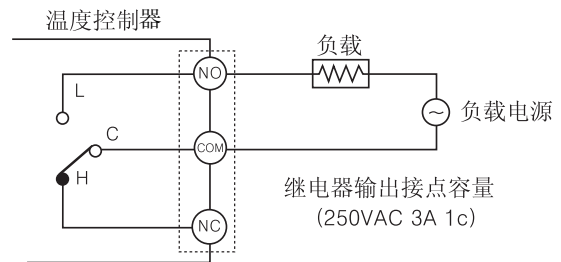 温度控制器
负载
NO
L
负载电源
C
COM
H
继电器输出接点容量
(250VAC 3A 1c)
NC